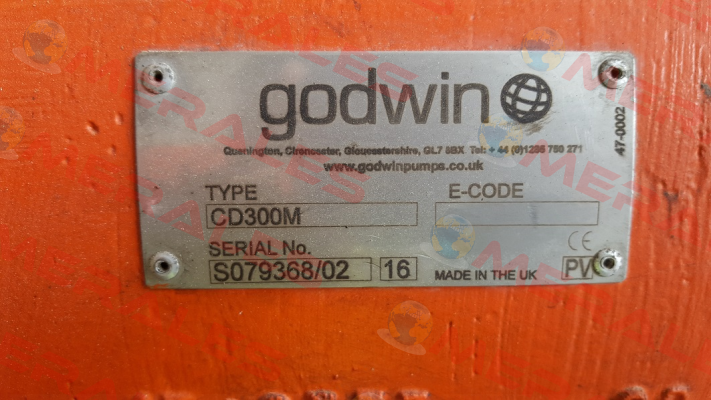 godwin
Quenington, Cirencester, Gloucestershire, GL7 5BX Tel: + 44 (0)1285 750 271
www.godwinpumps.co.uk
47-0002
TYPE E-CODE
CD300M
SERIAL No. CE
S079368/02 16 MADE IN THE UK PV
MERALES